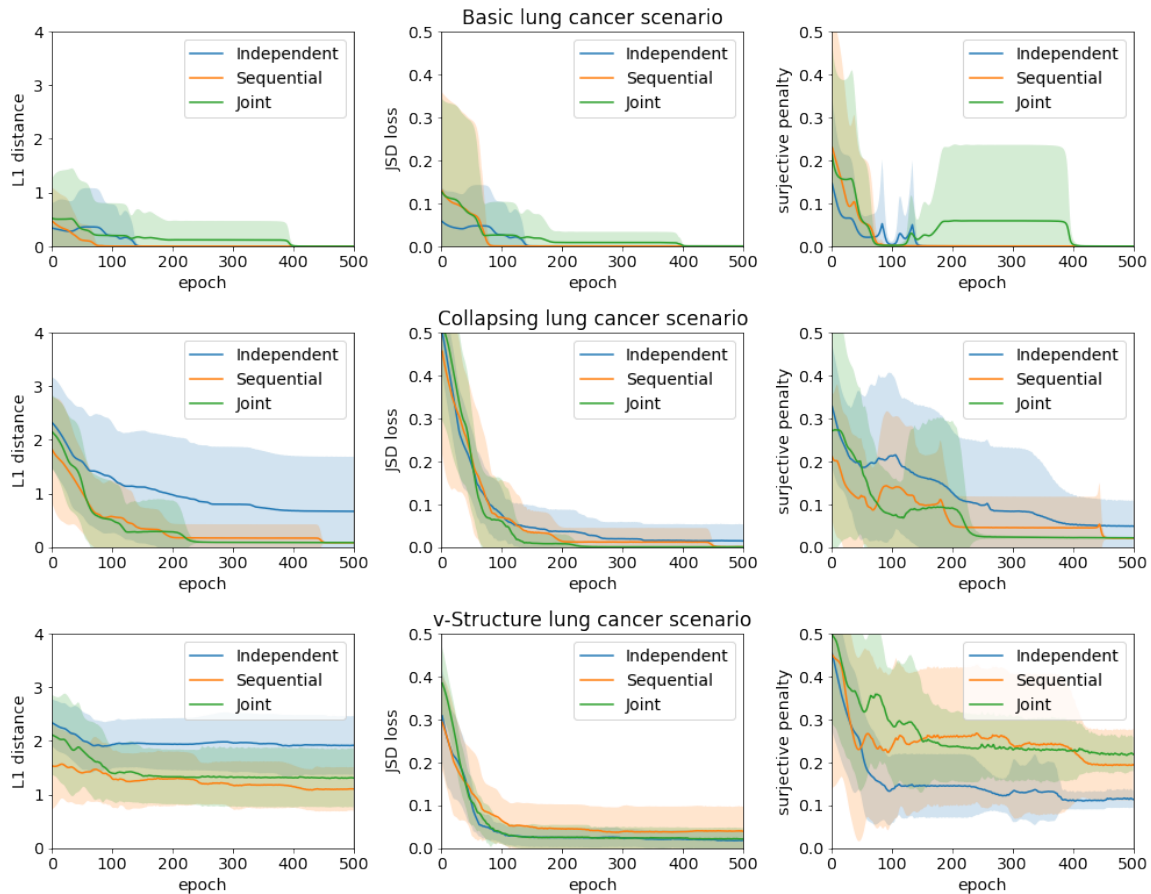 Basic lung cancer scenario
L1 distance
4
3
2
1
0
0 100 200 300 400 500
epoch
Independent
Sequential
Joint
JSD loss
0.5
0.4
0.3
0.2
0.1
0.0
0 100 200 300 400 500
epoch
Independent
Sequential
Joint
surjective penalty
0.5
0.4
0.3
0.2
0.1
0.0
0 100 200 300 400 500
epoch
Independent
Sequential
Joint
Collapsing lung cancer scenario
L1 distance
4
3
2
1
0
0 100 200 300 400 500
epoch
Independent
Sequential
Joint
JSD loss
0.5
0.4
0.3
0.2
0.1
0.0
0 100 200 300 400 500
epoch
Independent
Sequential
Joint
surjective penalty
0.5
0.4
0.3
0.2
0.1
0.0
0 100 200 300 400 500
epoch
Independent
Sequential
Joint
v-Structure lung cancer scenario
L1 distance
4
3
2
1
0
0 100 200 300 400 500
epoch
Independent
Sequential
Joint
JSD loss
0.5
0.4
0.3
0.2
0.1
0.0
0 100 200 300 400 500
epoch
Independent
Sequential
Joint
surjective penalty
0.5
0.4
0.3
0.2
0.1
0.0
0 100 200 300 400 500
epoch
Independent
Sequential
Joint